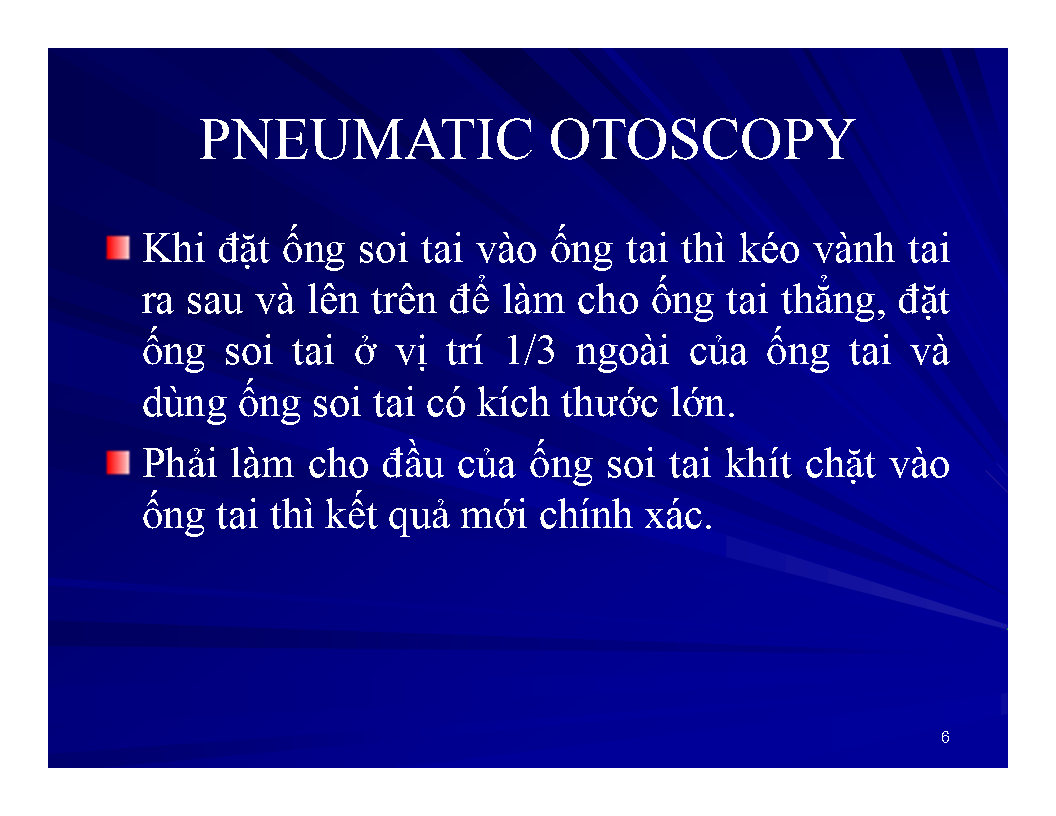 PNEUMATIC OTOSCOPY
Khi đặt ống soi tai vào ống tai thì kéo vành tai
ra sau và lên trên để làm cho ống tai thẳng, đặt
ống soi tai ở vị trí 1/3 ngoài của ống tai và
dùng ống soi tai có kích thước lớn.
Phải làm cho đầu của ống soi tai khít chặt vào
ống tai thì kết quả mới chính xác.
6